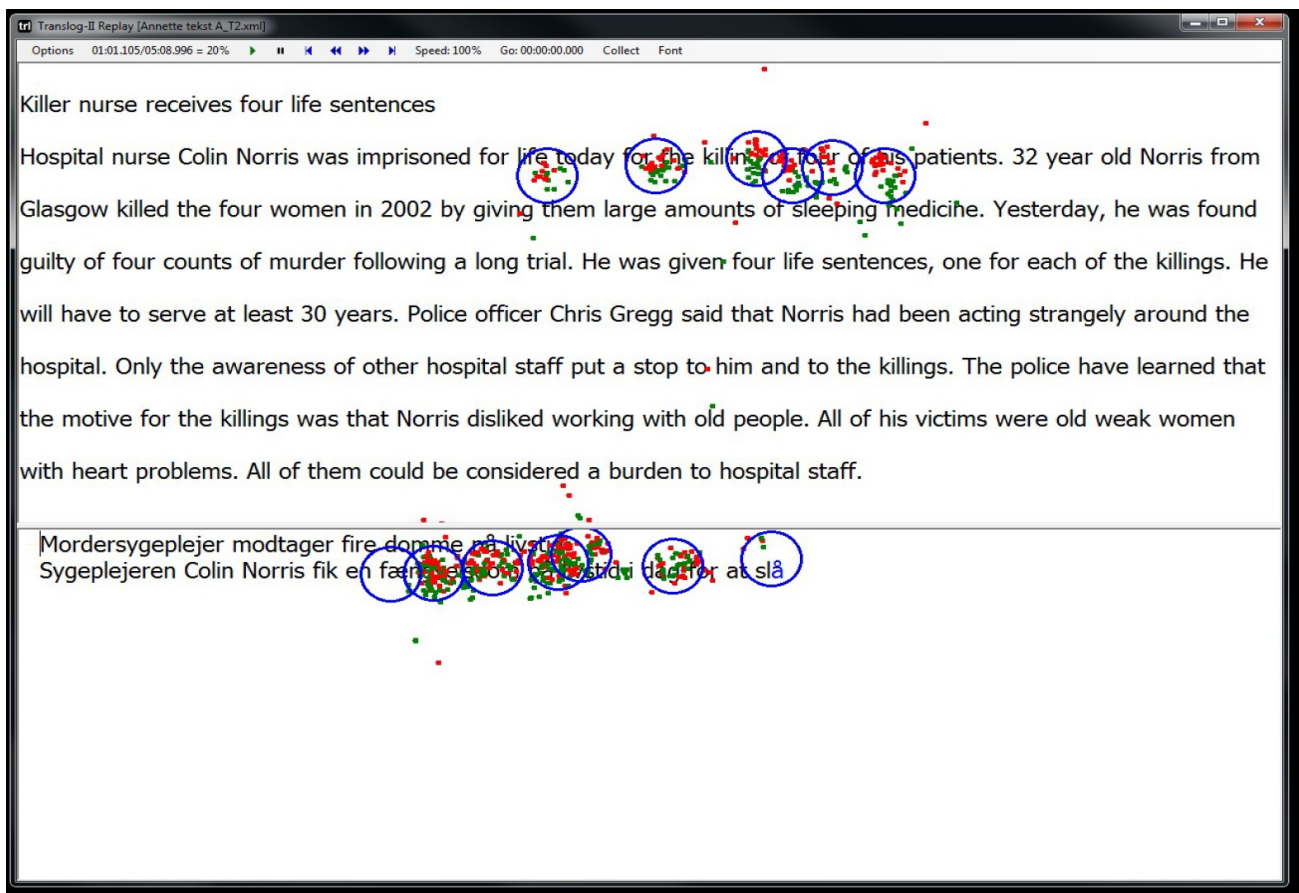 trl Translog-II Replay [Annette tekst A_T2.xml]
Options 01:01.105/05:08.996 = 20% Speed: 100% Go: 00:00:00.000 Collect Font
Killer nurse receives four life sentences
Hospital nurse Colin Norris was imprisoned for life today for the killing of four of his patients. 32 year old Norris from
Glasgow killed the four women in 2002 by giving them large amounts of sleeping medicine. Yesterday, he was found
guilty of four counts of murder following a long trial. He was given four life sentences, one for each of the killings. He
will have to serve at least 30 years. Police officer Chris Gregg said that Norris had been acting strangely around the
hospital. Only the awareness of other hospital staff put a stop to him and to the killings. The police have learned that
the motive for the killings was that Norris disliked working with old people. All of his victims were old weak women
with heart problems. All of them could be considered a burden to hospital staff.
Mordersygeplejer modtager fire domme på livstid
Sygeplejeren Colin Norris fik en i dag for at slå